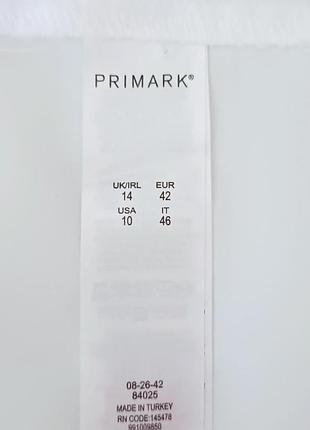 PRIMARK®
UK/IRL EUR
14 42
USA IT
10 46
08-26-42
84025
MADE IN TURKEY
RN CODE:145478
991009850